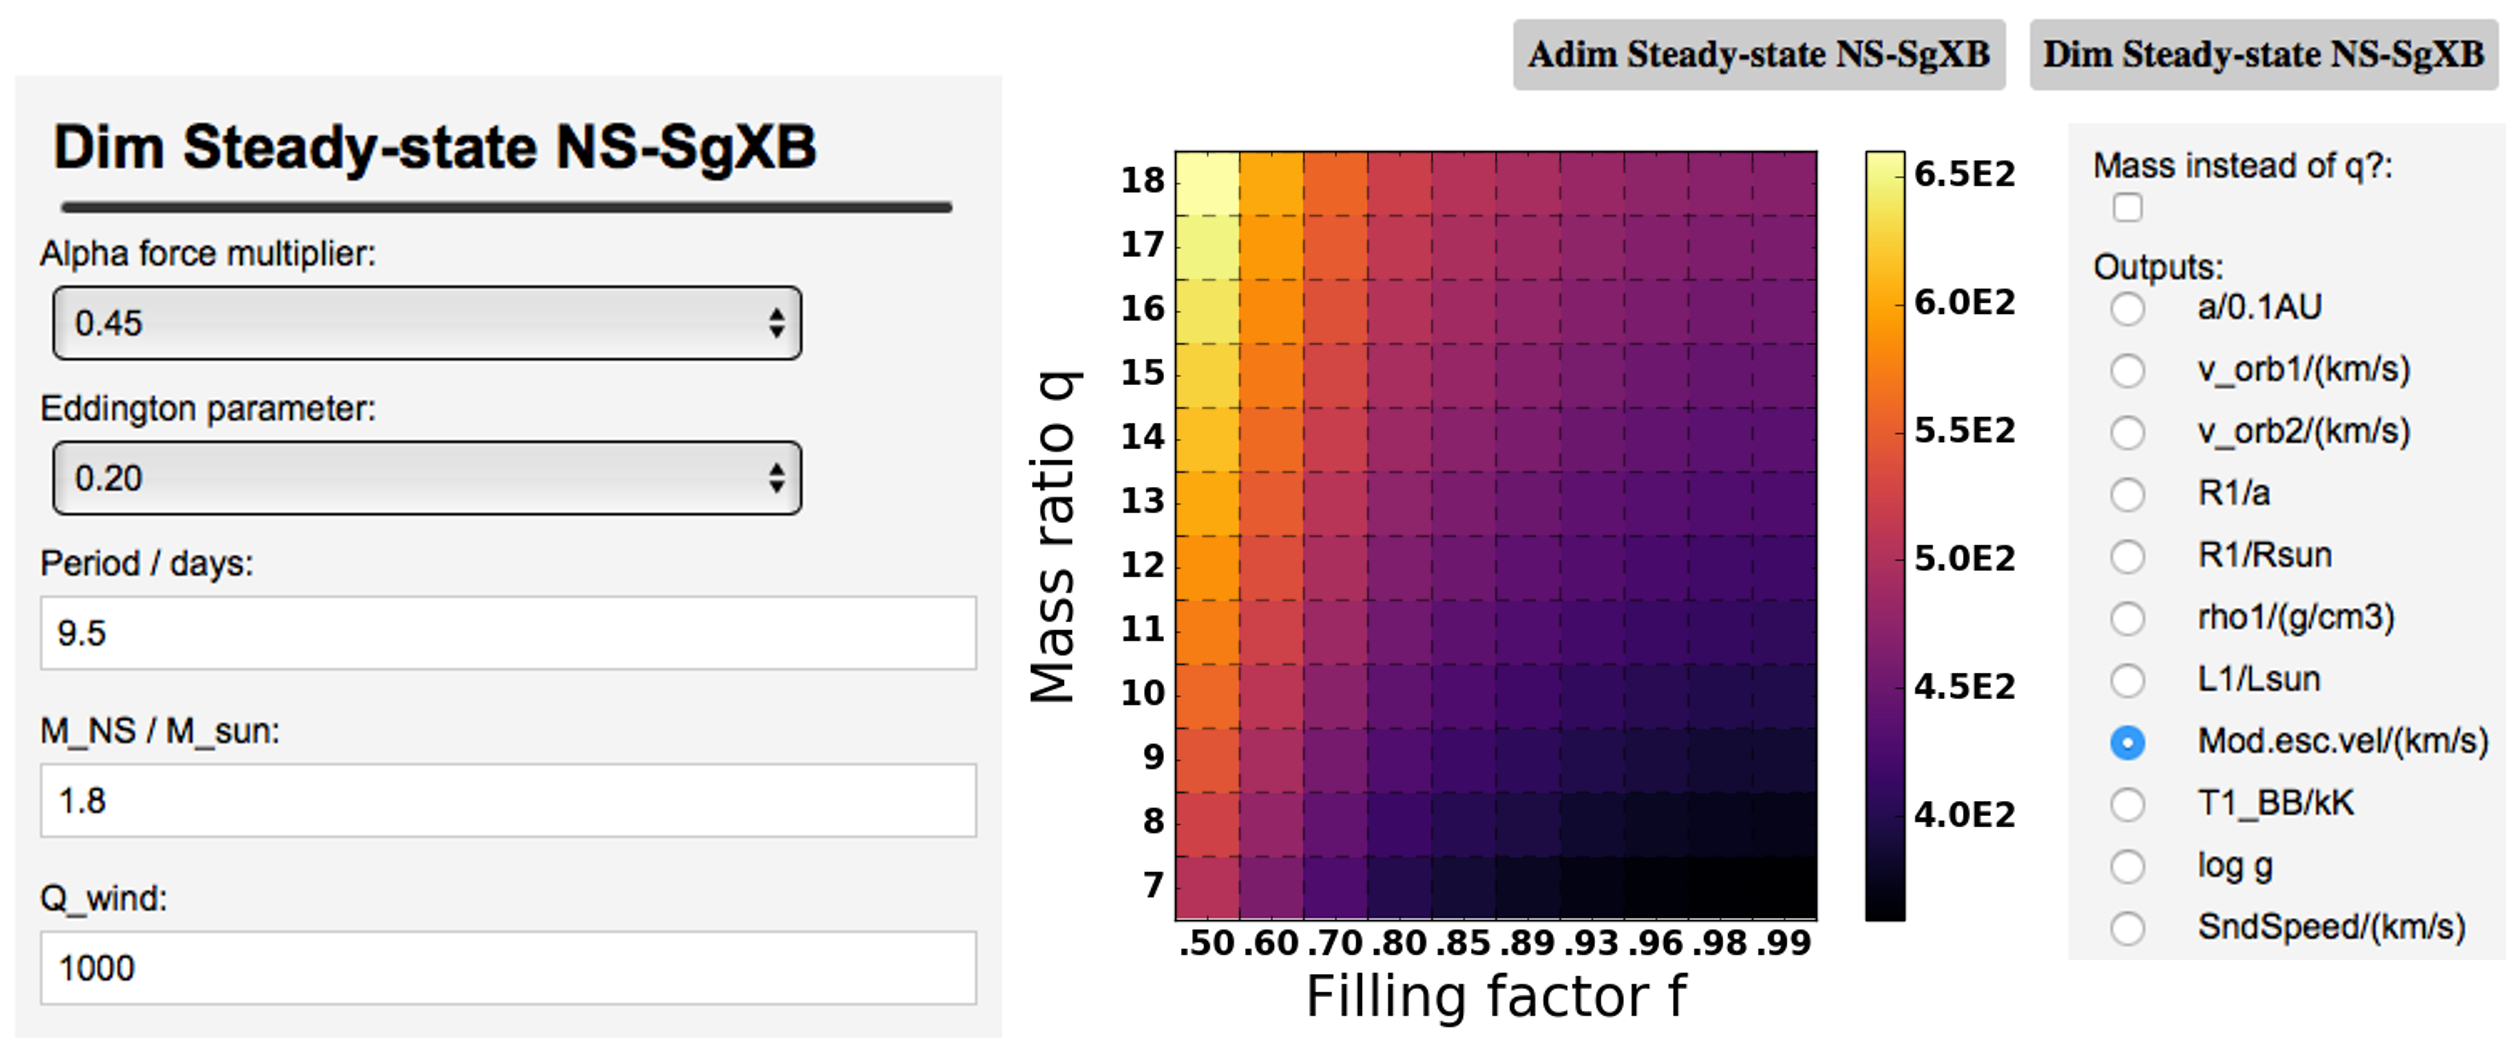 Adim Steady-state NS-SgXB
Dim Steady-state NS-SgXB
Dim Steady-state NS-SgXB
Alpha force multiplier:
0.45
Eddington parameter:
0.20
Period / days:
9.5
M_NS / M_sun:
1.8
Q_wind:
1000
Mass ratio q
18
17
16
15
14
13
12
11
10
9
8
7
.50 .60 .70 .80 .85 .89 .93 .96 .98 .99
Filling factor f
6.5E2
6.0E2
5.5E2
5.0E2
4.5E2
4.0E2
Mass instead of q?:
Outputs:
a/0.1AU
v_orb1/(km/s)
v_orb2/(km/s)
R1/a
R1/Rsun
rho1/(g/cm3)
L1/Lsun
Mod.esc.vel/(km/s)
T1_BB/kK
log g
SndSpeed/(km/s)